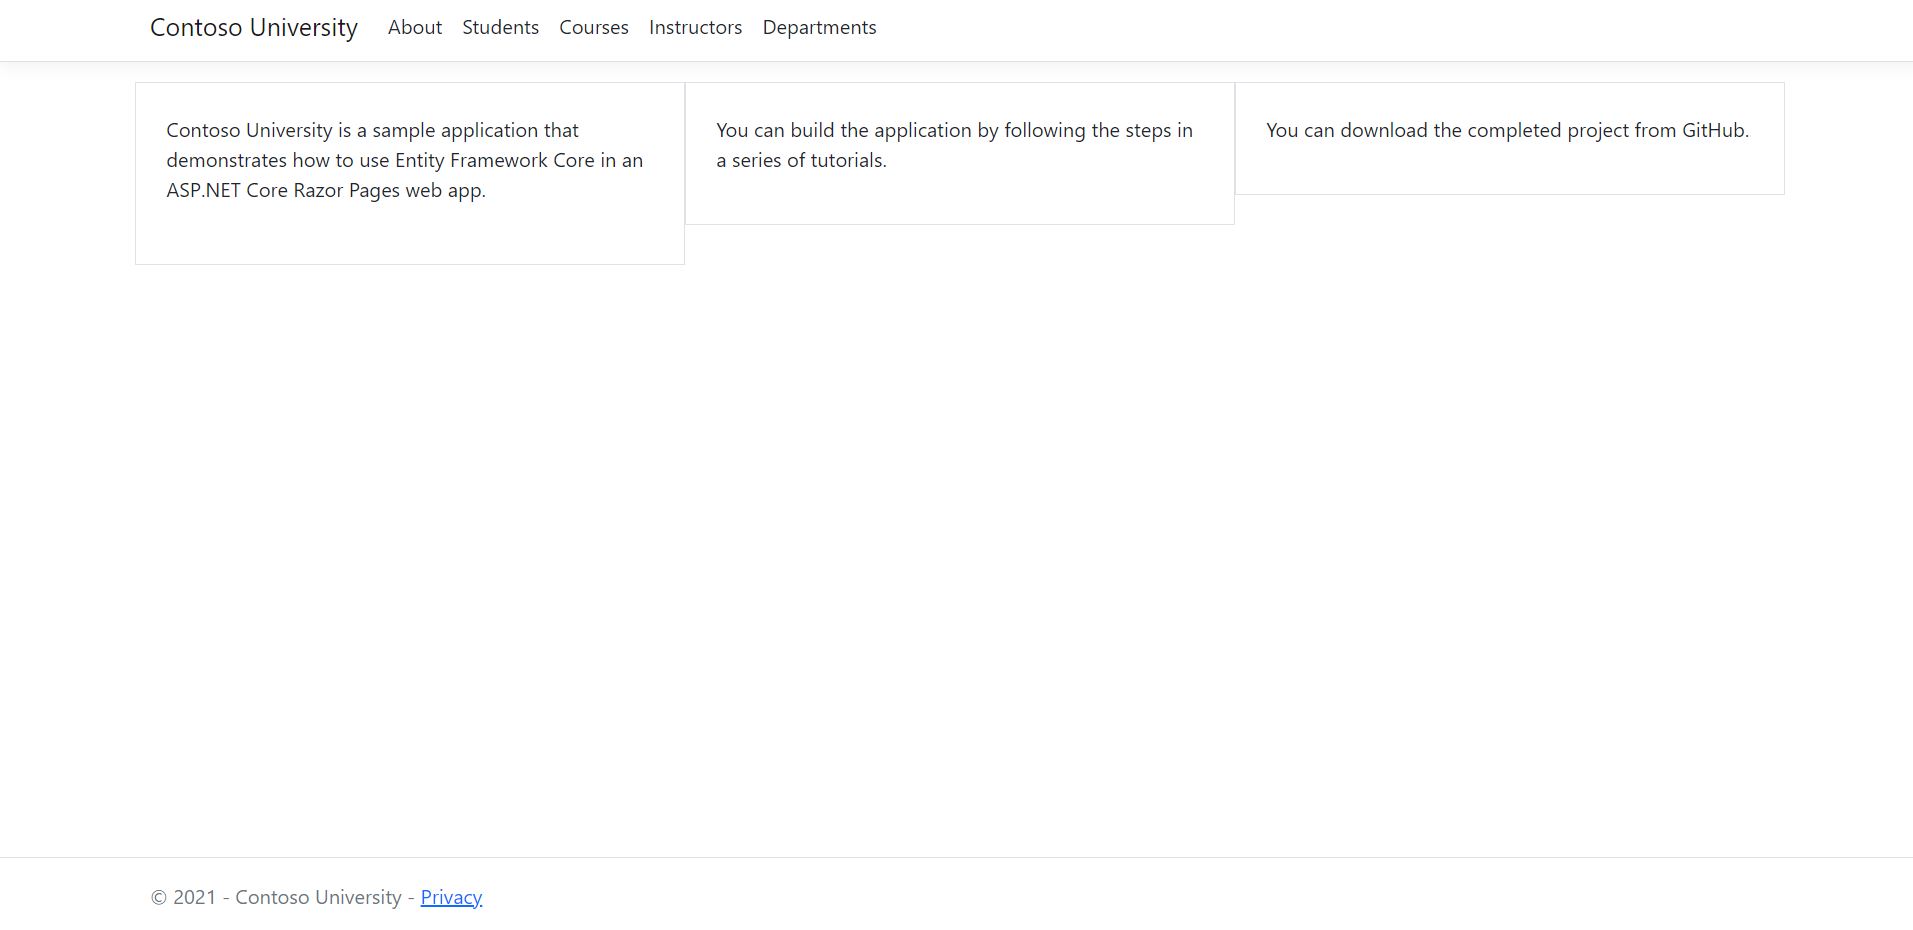 Contoso University About Students Courses Instructors Departments
Contoso University is a sample application that
demonstrates how to use Entity Framework Core in an
ASP.NET Core Razor Pages web app.
You can build the application by following the steps in
a series of tutorials.
You can download the completed project from GitHub.
© 2021 - Contoso University - Privacy